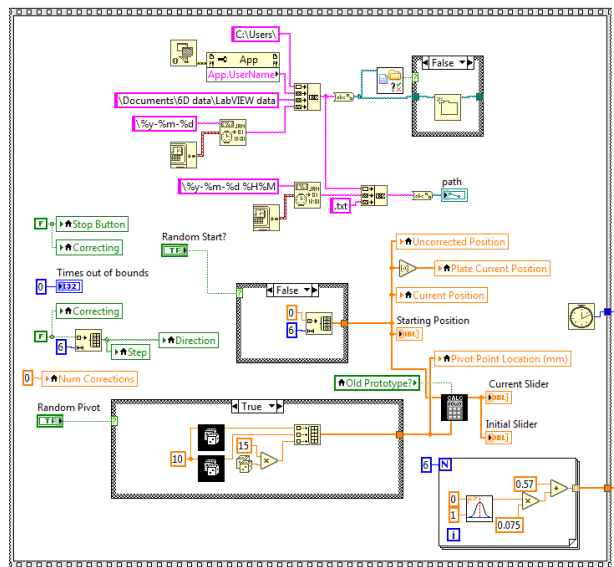 C:\Users\
App
App.UserName
\Documents\6D data\LabVIEW data
\%y-%m-%d
False
\%y-%m-%d %H%M
.txt
path
F
Stop Button
Correcting
Random Start?
TF
Uncorrected Position
Plate Current Position
Current Position
Times out of bounds
0
I32
False
0
6
Starting Position
DBL
Correcting
F
6
Direction
Step
Pivot Point Location (mm)
0
Num Corrections
Old Prototype?
CALC
Current Slider
DBL
Initial Slider
DBL
Random Pivot
TF
True
10
15
6
N
0
1
0.57
0.075
i